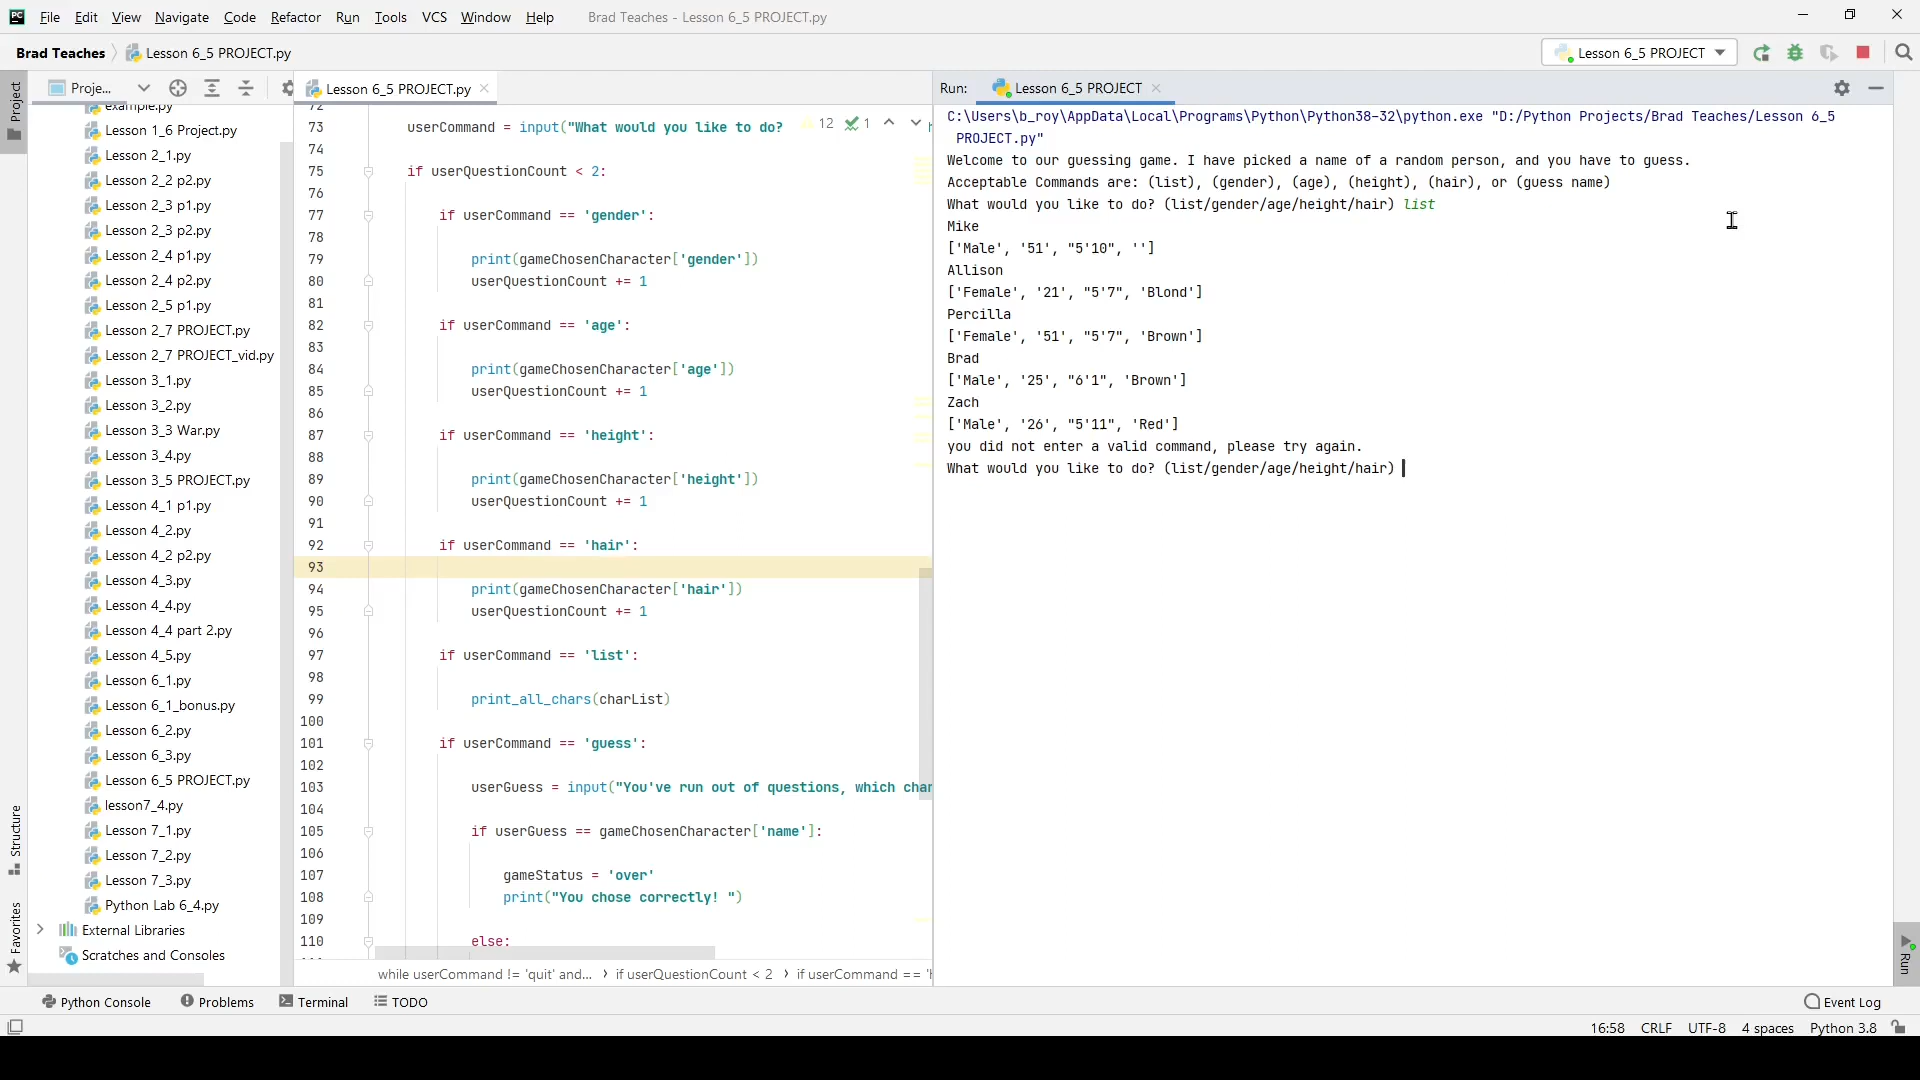 File Edit View Navigate Code Refactor Run Tools VCS Window Help Brad Teaches - Lesson 6_5 PROJECT.py
Brad Teaches Lesson 6_5 PROJECT.py
Lesson 6_5 PROJECT
Project
Proje...
example.py
Lesson 1_6 Project.py
Lesson 2_1.py
Lesson 2_2 p2.py
Lesson 2_3 p1.py
Lesson 2_3 p2.py
Lesson 2_4 p1.py
Lesson 2_4 p2.py
Lesson 2_5 p1.py
Lesson 2_7 PROJECT.py
Lesson 2_7 PROJECT_vid.py
Lesson 3_1.py
Lesson 3_2.py
Lesson 3_3 War.py
Lesson 3_4.py
Lesson 3_5 PROJECT.py
Lesson 4_1 p1.py
Lesson 4_2.py
Lesson 4_2 p2.py
Lesson 4_3.py
Lesson 4_4.py
Lesson 4_4 part 2.py
Lesson 4_5.py
Lesson 6_1.py
Lesson 6_1_bonus.py
Lesson 6_2.py
Lesson 6_3.py
Lesson 6_5 PROJECT.py
lesson7_4.py
Lesson 7_1.py
Lesson 7_2.py
Lesson 7_3.py
Python Lab 6_4.py
External Libraries
Scratches and Consoles
Structure
Favorites
Lesson 6_5 PROJECT.py
12 1
72
73 userCommand = input("What would you like to do?
74
75 if userQuestionCount < 2:
76
77 if userCommand == 'gender':
78
79 print(gameChosenCharacter['gender'])
80 userQuestionCount += 1
81
82 if userCommand == 'age':
83
84 print(gameChosenCharacter['age'])
85 userQuestionCount += 1
86
87 if userCommand == 'height':
88
89 print(gameChosenCharacter['height'])
90 userQuestionCount += 1
91
92 if userCommand == 'hair':
93
94 print(gameChosenCharacter['hair'])
95 userQuestionCount += 1
96
97 if userCommand == 'list':
98
99 print_all_chars(charList)
100
101 if userCommand == 'guess':
102
103 userGuess = input("You've run out of questions, which char
104
105 if userGuess == gameChosenCharacter['name']:
106
107 gameStatus = 'over'
108 print("You chose correctly! ")
109
110 else:
while userCommand != 'quit' and... if userQuestionCount < 2 if userCommand == 'h
Run: Lesson 6_5 PROJECT
C:\Users\b_roy\AppData\Local\Programs\Python\Python38-32\python.exe "D:/Python Projects/Brad Teaches/Lesson 6_5
PROJECT.py"
Welcome to our guessing game. I have picked a name of a random person, and you have to guess.
Acceptable Commands are: (list), (gender), (age), (height), (hair), or (guess name)
What would you like to do? (list/gender/age/height/hair) list
Mike
['Male', '51', "5'10", '']
Allison
['Female', '21', "5'7", 'Blond']
Percilla
['Female', '51', "5'7", 'Brown']
Brad
['Male', '25', "6'1", 'Brown']
Zach
['Male', '26', "5'11", 'Red']
you did not enter a valid command, please try again.
What would you like to do? (list/gender/age/height/hair)
Run
Python Console Problems Terminal TODO Event Log
16:58 CRLF UTF-8 4 spaces Python 3.8